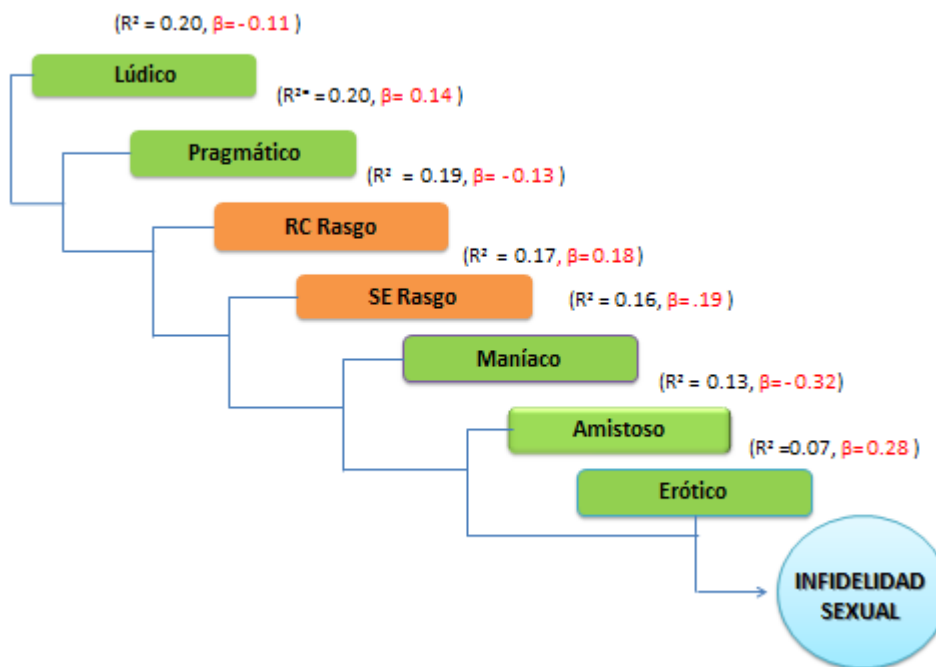 (R² = 0.20, β= - 0.11 )
Lúdico
(R²* = 0.20, β= 0.14 )
Pragmático
(R² = 0.19, β= - 0.13 )
RC Rasgo
(R² = 0.17, β=0.18)
SE Rasgo
(R² = 0.16, β= .19 )
Maníaco
(R² = 0.13, β=-0.32)
Amistoso
(R² =0.07, β=0.28 )
Erótico
INFIDELIDAD
SEXUAL